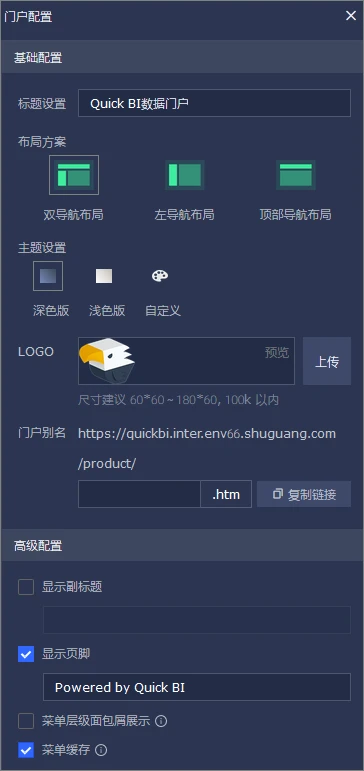 门户配置
基础配置
标题设置 Quick BI数据门户
布局方案
双导航布局 左导航布局 顶部导航布局
主题设置
深色版 浅色版 自定义
LOGO 预览 上传
尺寸建议 60*60~180*60, 100k 以内
门户别名 https://quickbi.inter.env66.shuguang.com
/product/
.htm 复制链接
高级配置
显示副标题
显示页脚
Powered by Quick BI
菜单层级面包屑展示
菜单缓存